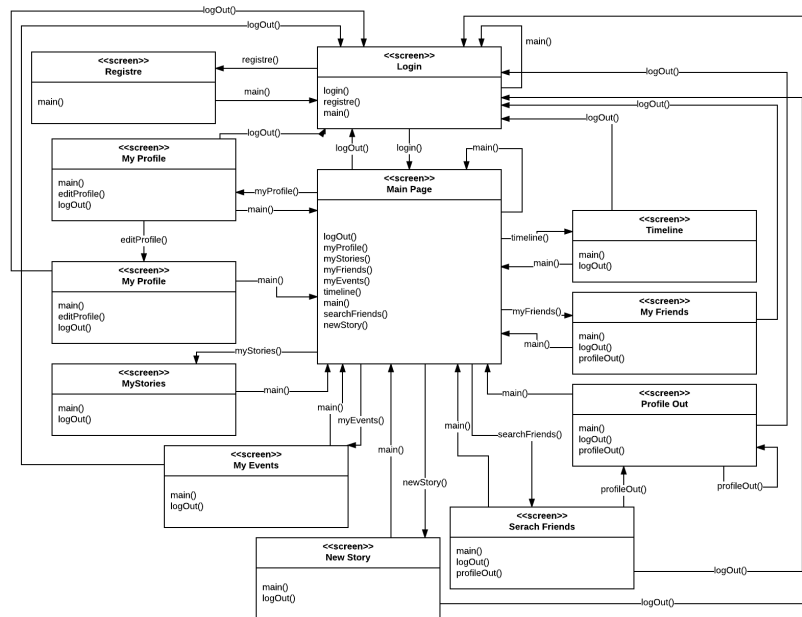 logOut()
logOut()
<<screen>>
Login
login()
registre()
main()
main()
<<screen>>
Registre
main()
registre()
main()
logOut()
logOut()
logOut()
<<screen>>
My Profile
main()
editProfile()
logOut()
logOut()
logOut()
login()
main()
<<screen>>
Main Page
logOut()
myProfile()
myStories()
myFriends()
myEvents()
timeline()
main()
searchFriends()
newStory()
myProfile()
main()
editProfile()
<<screen>>
My Profile
main()
editProfile()
logOut()
main()
timeline()
main()
<<screen>>
Timeline
main()
logOut()
myFriends()
main()
<<screen>>
My Friends
main()
logOut()
profileOut()
myStories()
<<screen>>
MyStories
main()
logOut()
main()
main()
myEvents()
<<screen>>
My Events
main()
logOut()
main()
newStory()
main()
searchFriends()
main()
<<screen>>
Profile Out
main()
logOut()
profileOut()
profileOut()
profileOut()
<<screen>>
Serach Friends
main()
logOut()
profileOut()
logOut()
<<screen>>
New Story
main()
logOut()
logOut()